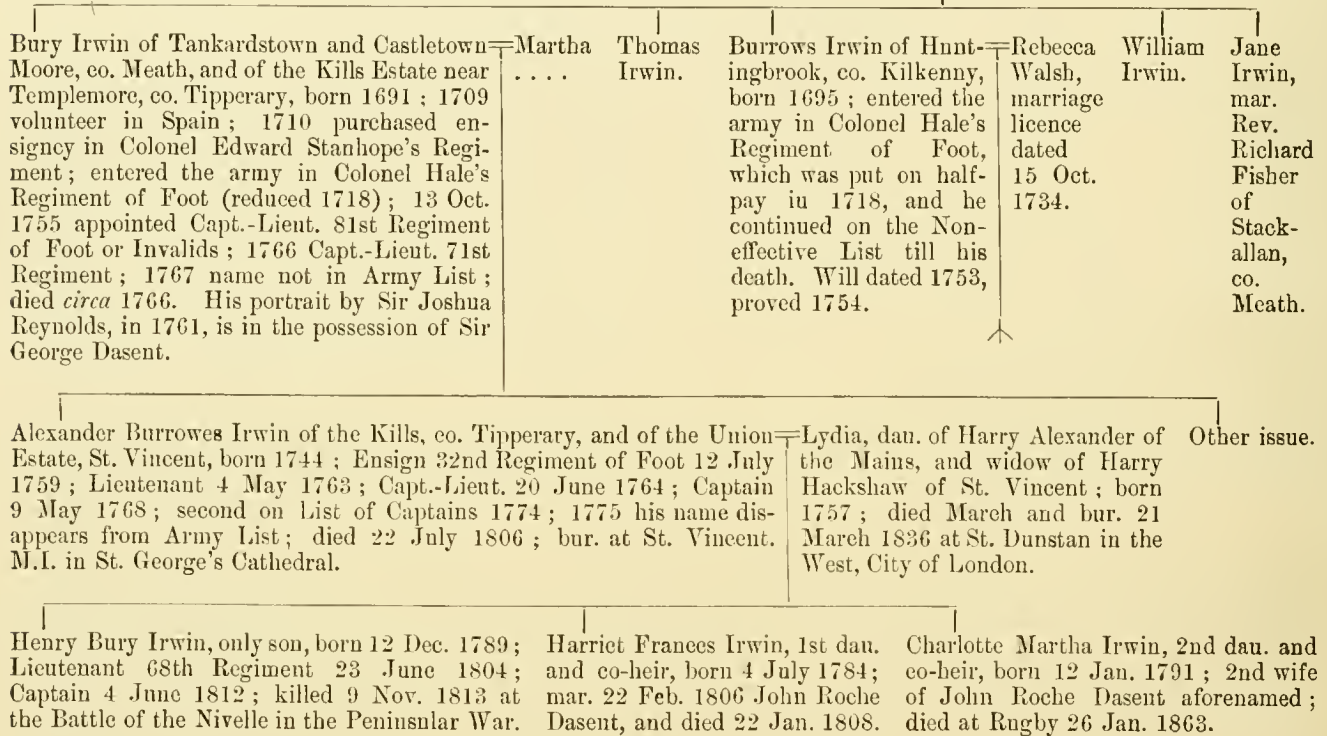 Bury Irwin of Tankardstown and Castletown
Moore, co. Meath, and of the Kills Estate near
Templemore, co. Tipperary, born 1691 ; 1709
volunteer in Spain ; 1710 purchased en-
signcy in Colonel Edward Stanhope's Regi-
ment ; entered the army in Colonel Hale's
Regiment of Foot (reduced 1718) ; 13 Oct.
1755 appointed Capt.-Lieut. 81st Regiment
of Foot or Invalids ; 1766 Capt.-Lieut. 71st
Regiment ; 1767 name not in Army List ;
died circa 1766. His portrait by Sir Joshua
Reynolds, in 1761, is in the possession of Sir
George Dasent.
Martha
. . . .
Thomas
Irwin.
Burrows Irwin of Hunt-
ingbrook, co. Kilkenny,
born 1695 ; entered the
army in Colonel Hale's
Regiment of Foot,
which was put on half-
pay iu 1718, and he
continued on the Non-
effective List till his
death. Will dated 1753,
proved 1754.
Rebecca
Walsh,
marriage
licence
dated
15 Oct.
1734.
William
Irwin.
Jane
Irwin,
mar.
Rev.
Richard
Fisher
of
Stack-
allan,
co.
Meath.
Alexander Burrowes Irwin of the Kills, co. Tipperary, and of the Union
Estate, St. Vincent, born 1744 ; Ensign 32nd Regiment of Foot 12 July
1759 ; Lieutenant 4 May 1763 ; Capt.-Lieut. 20 June 1764 ; Captain
9 May 1768 ; second on List of Captains 1774 ; 1775 his name dis-
appears from Army List ; died 22 July 1806 ; bur. at St. Vincent.
M.I. in St. George's Cathedral.
Lydia, dau. of Harry Alexander of
the Mains, and widow of Harry
Hackshaw of St. Vincent ; born
1757 ; died March and bur. 21
March 1836 at St. Dunstan in the
West, City of London.
Other issue.
Henry Bury Irwin, only son, born 12 Dec. 1789 ;
Lieutenant 68th Regiment 23 June 1804 ;
Captain 4 June 1812 ; killed 9 Nov. 1813 at
the Battle of the Nivelle in the Peninsular War.
Harriet Frances Irwin, 1st dau.
and co-heir, born 4 July 1784 ;
mar. 22 Feb. 1806 John Roche
Dasent, and died 22 Jan. 1808.
Charlotte Martha Irwin, 2nd dau. and
co-heir, born 12 Jan. 1791 ; 2nd wife
of John Roche Dasent aforenamed ;
died at Rugby 26 Jan. 1863.